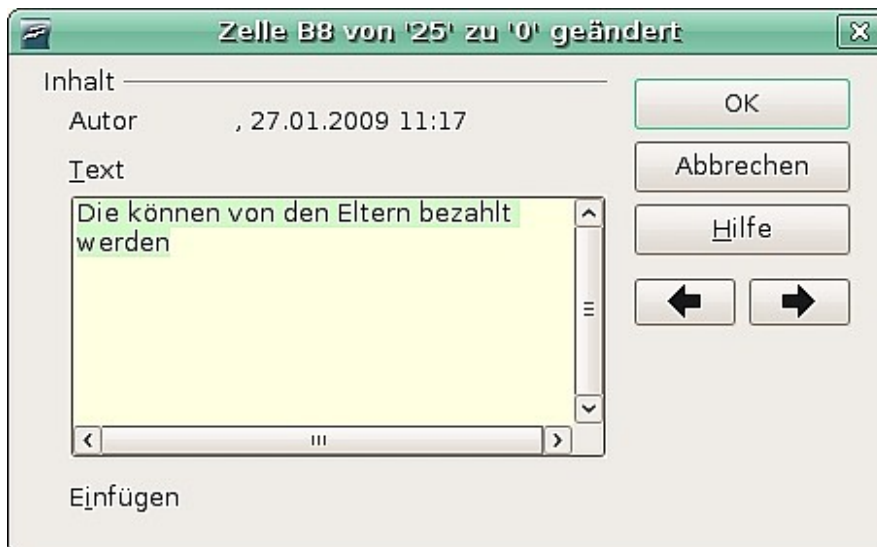 Zelle B8 von '25' zu '0' geändert
Inhalt
Autor , 27.01.2009 11:17
Text
Die können von den Eltern bezahlt
werden
Einfügen
OK
Abbrechen
Hilfe